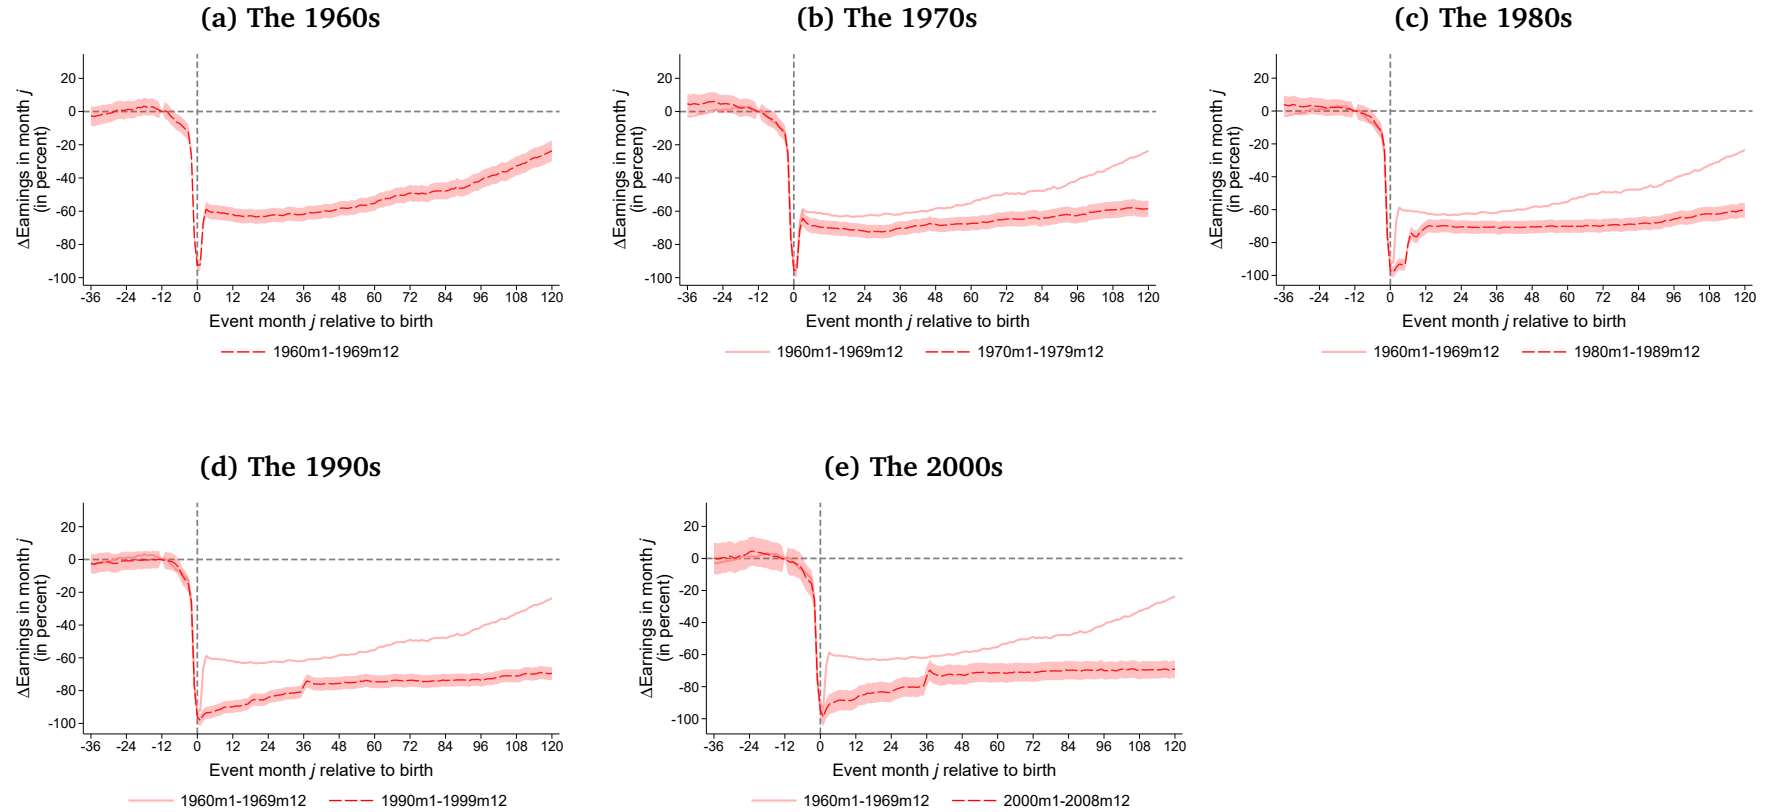 (a) The 1960s
ΔEarnings in month j
(in percent)
20
0
-20
-40
-60
-80
-100
-36 -24 -12 0 12 24 36 48 60 72 84 96 108 120
Event month j relative to birth
1960m1-1969m12
(b) The 1970s
ΔEarnings in month j
(in percent)
20
0
-20
-40
-60
-80
-100
-36 -24 -12 0 12 24 36 48 60 72 84 96 108 120
Event month j relative to birth
1960m1-1969m12 1970m1-1979m12
(c) The 1980s
ΔEarnings in month j
(in percent)
20
0
-20
-40
-60
-80
-100
-36 -24 -12 0 12 24 36 48 60 72 84 96 108 120
Event month j relative to birth
1960m1-1969m12 1980m1-1989m12
(d) The 1990s
ΔEarnings in month j
(in percent)
20
0
-20
-40
-60
-80
-100
-36 -24 -12 0 12 24 36 48 60 72 84 96 108 120
Event month j relative to birth
1960m1-1969m12 1990m1-1999m12
(e) The 2000s
ΔEarnings in month j
(in percent)
20
0
-20
-40
-60
-80
-100
-36 -24 -12 0 12 24 36 48 60 72 84 96 108 120
Event month j relative to birth
1960m1-1969m12 2000m1-2008m12